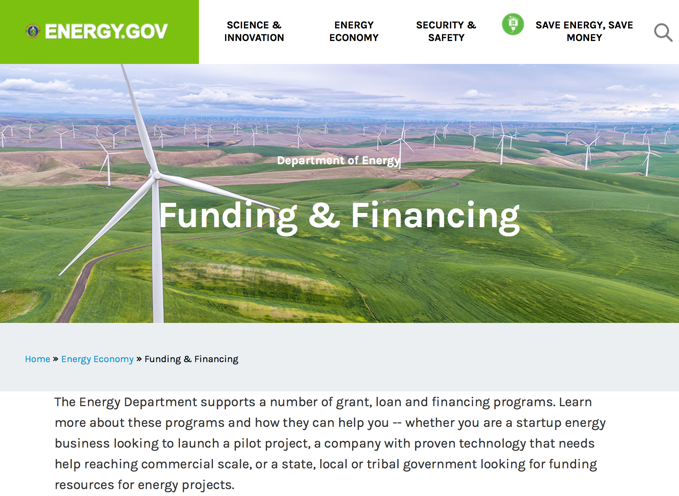 ENERGY.GOV
SCIENCE &
INNOVATION
ENERGY
ECONOMY
SECURITY &
SAFETY
SAVE ENERGY, SAVE
MONEY
Department of Energy
Funding & Financing
Home » Energy Economy » Funding & Financing
The Energy Department supports a number of grant, loan and financing programs. Learn
more about these programs and how they can help you -- whether you are a startup energy
business looking to launch a pilot project, a company with proven technology that needs
help reaching commercial scale, or a state, local or tribal government looking for funding
resources for energy projects.